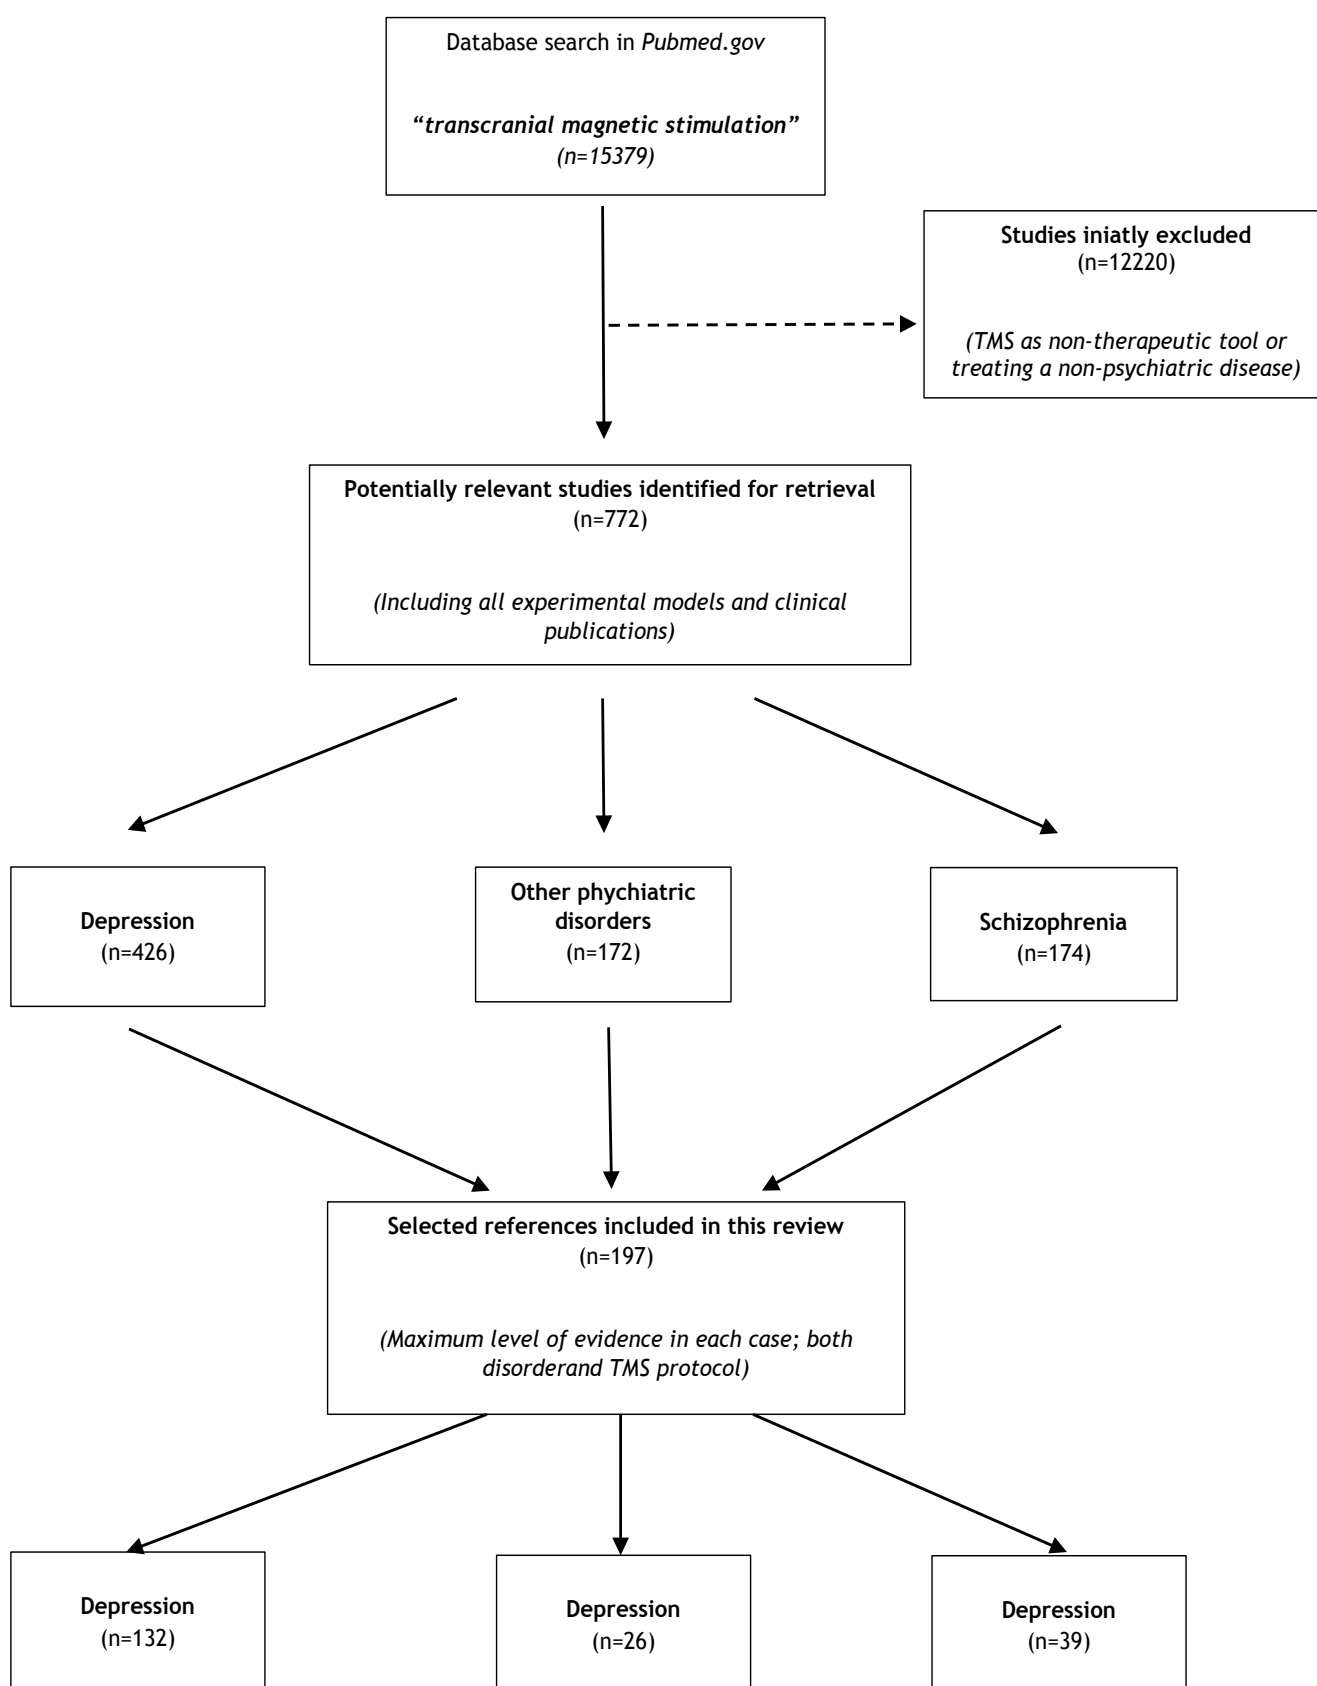 Database search in Pubmed.gov
“transcranial magnetic stimulation”
(n=15379)
Studies iniatly excluded
(n=12220)
(TMS as non-therapeutic tool or
treating a non-psychiatric disease)
Potentially relevant studies identified for retrieval
(n=772)
(Including all experimental models and clinical
publications)
Depression
(n=426)
Other phychiatric
disorders
(n=172)
Schizophrenia
(n=174)
Selected references included in this review
(n=197)
(Maximum level of evidence in each case; both
disorderand TMS protocol)
Depression
(n=132)
Depression
(n=26)
Depression
(n=39)